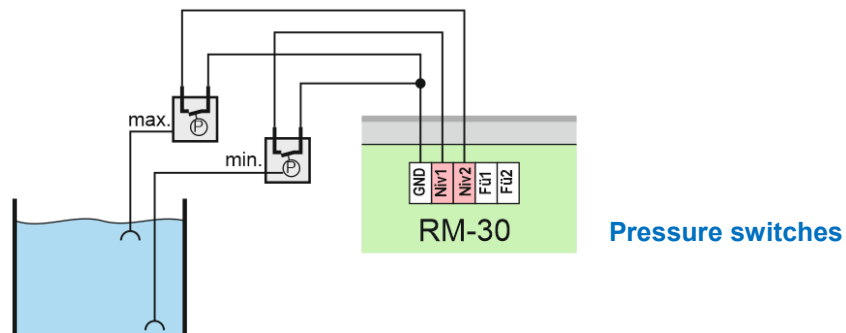 max.
P
min.
P
GND
Niv1
Niv2
Fü1
Fü2
RM-30
Pressure switches